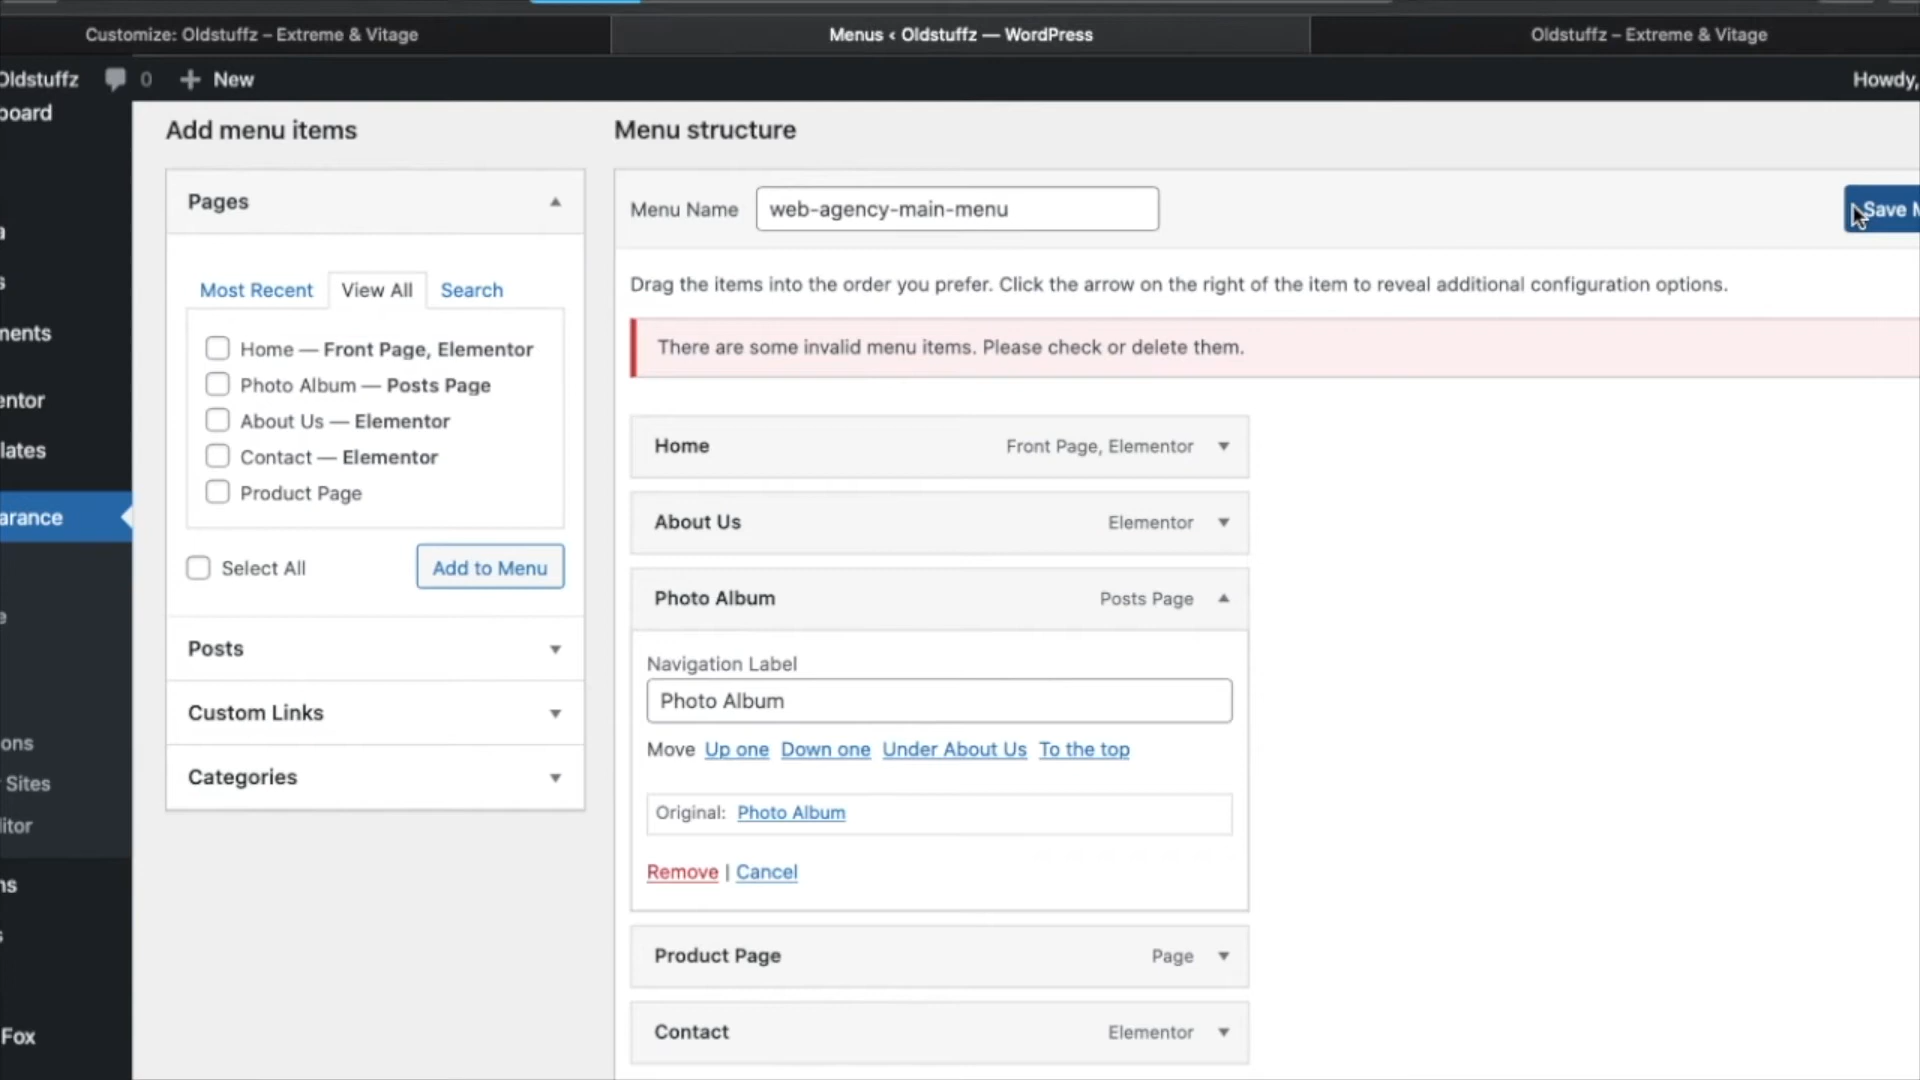 Customize: Oldstuffz – Extreme & Vitage
Menus ‹ Oldstuffz — WordPress
Oldstuffz – Extreme & Vitage
Oldstuffz 0 New
Howdy,
board
ments
entor
lates
arance
ons
Sites
itor
ns
Fox
Add menu items
Pages
Most Recent View All Search
Home — Front Page, Elementor
Photo Album — Posts Page
About Us — Elementor
Contact — Elementor
Product Page
Select All Add to Menu
Posts
Custom Links
Categories
Menu structure
Menu Name web-agency-main-menu Save M
Drag the items into the order you prefer. Click the arrow on the right of the item to reveal additional configuration options.
There are some invalid menu items. Please check or delete them.
Home Front Page, Elementor
About Us Elementor
Photo Album Posts Page
Navigation Label
Photo Album
Move Up one Down one Under About Us To the top
Original: Photo Album
Remove | Cancel
Product Page Page
Contact Elementor